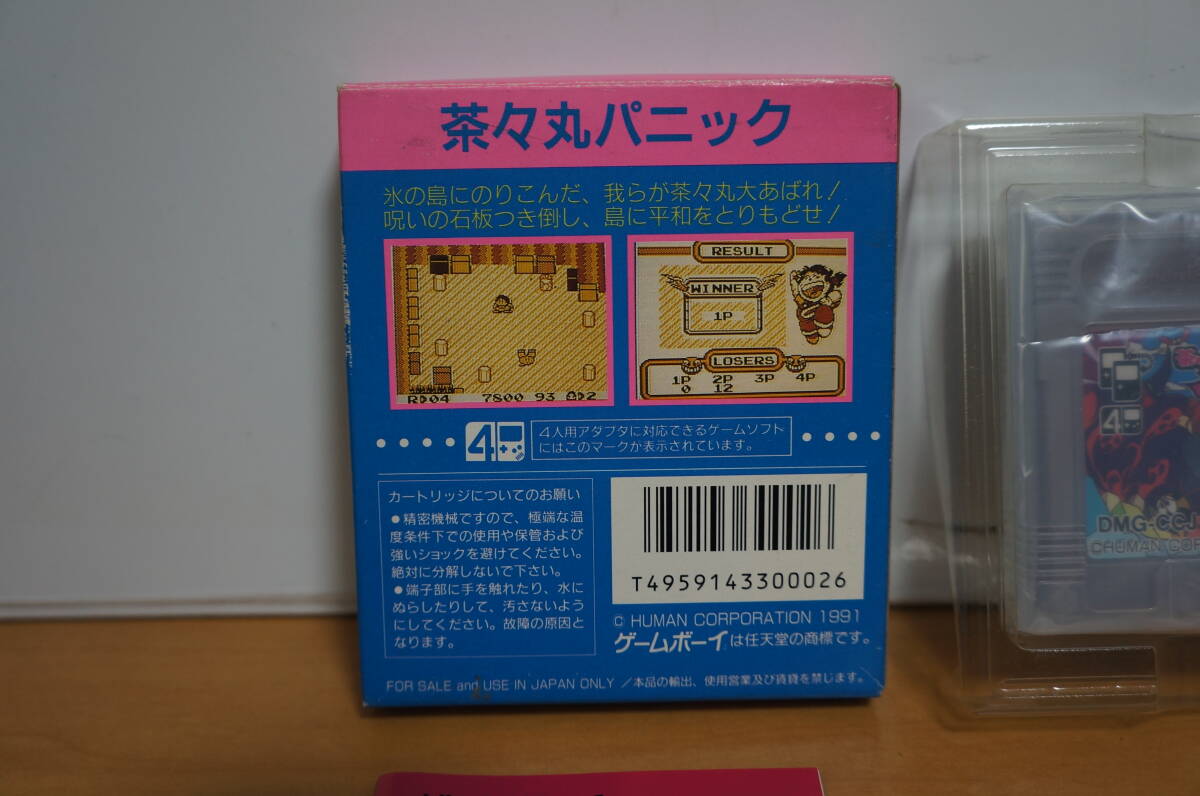 茶々丸パニック
氷の島にのりこんだ、我らが茶々丸大あばれ!
呪いの石板つき倒し、島に平和をとりもどせ!
R 04 7800 93 2
RESULT
WINNER
1P
LOSERS
1P 2P 3P 4P
0 12
4
4人用アダプタに対応できるゲームソフト
にはこのマークが表示されています。
カートリッジについてのお願い
●精密機械ですので、極端な温
度条件下での使用や保管および
強いショックを避けてください。
絶対に分解しないで下さい。
●端子部に手を触れたり、水に
ぬらしたりして、汚さないよう
にしてください。故障の原因と
なります。
T4959143300026
© HUMAN CORPORATION 1991
ゲームボーイは任天堂の商標です。
FOR SALE and USE IN JAPAN ONLY /本品の輸出、使用営業及び賃貸を禁じます。
4
DMG-CC
©HUMAN COR